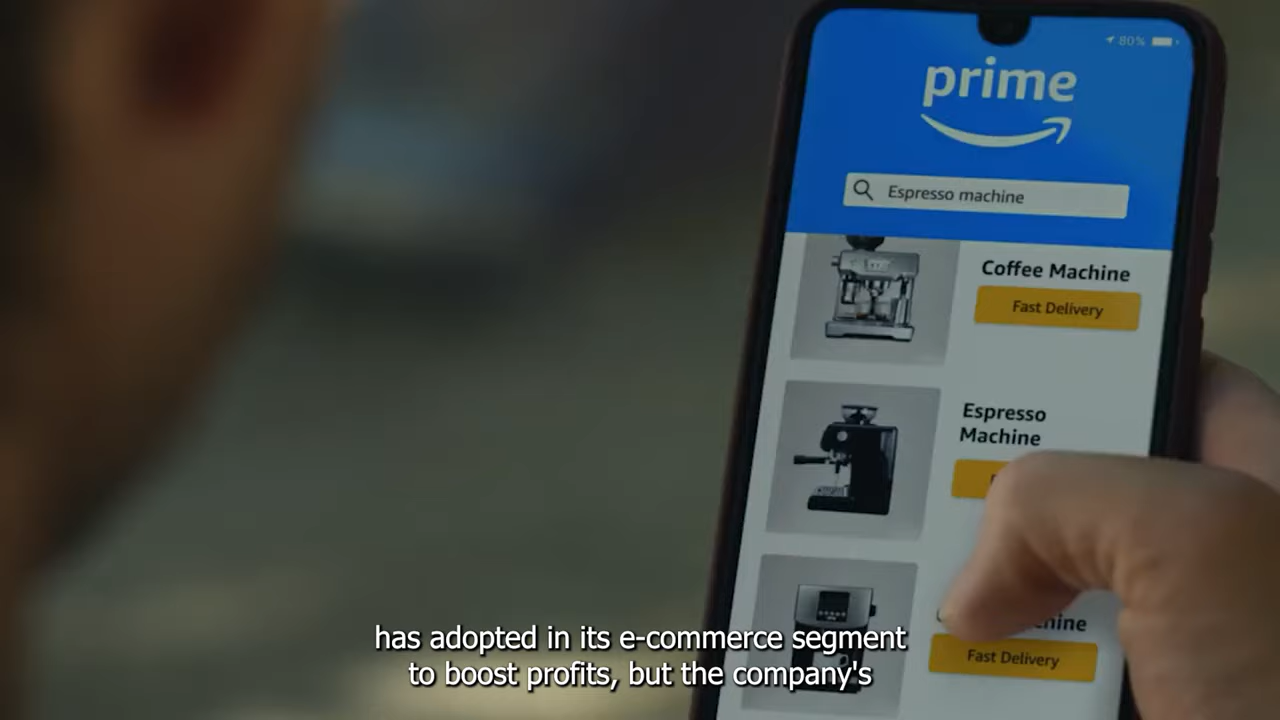 80%
prime
Espresso machine
Coffee Machine
Fast Delivery
Espresso
Machine
Fast Delivery
has adopted in its e-commerce segment
to boost profits, but the company's